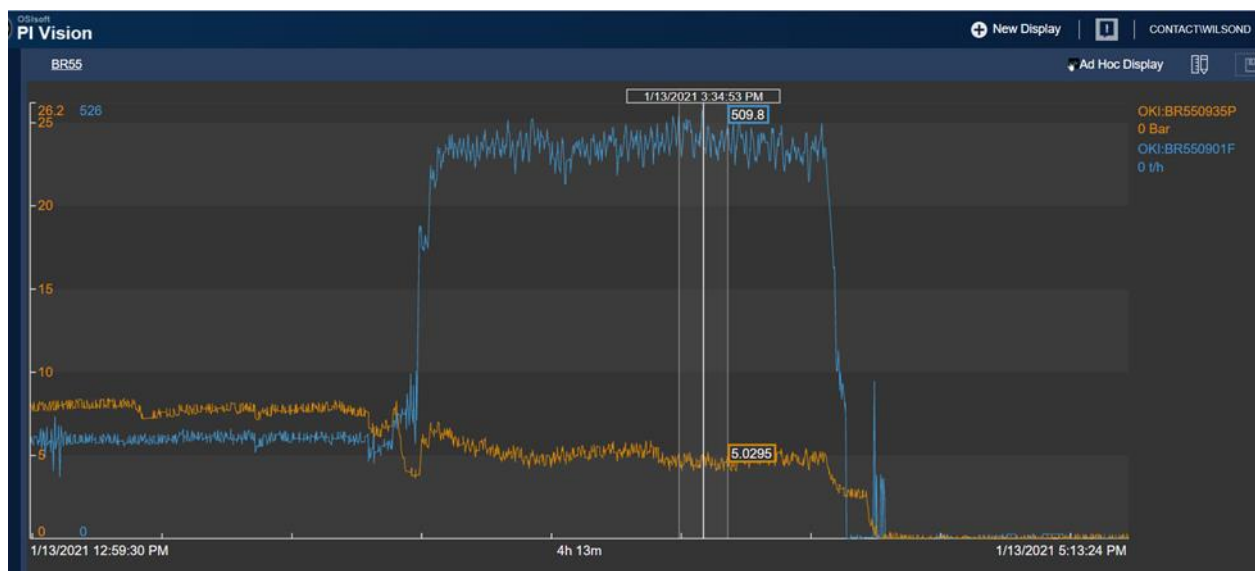 OSIsoft
PI Vision
New Display
CONTACT\WILSOND
BR55
Ad Hoc Display
1/13/2021 3:34:53 PM
26.2 526
25
509.8
OKI:BR550935P
0 Bar
OKI:BR550901F
0 t/h
20
15
10
5
5.0295
0 0
1/13/2021 12:59:30 PM 4h 13m 1/13/2021 5:13:24 PM